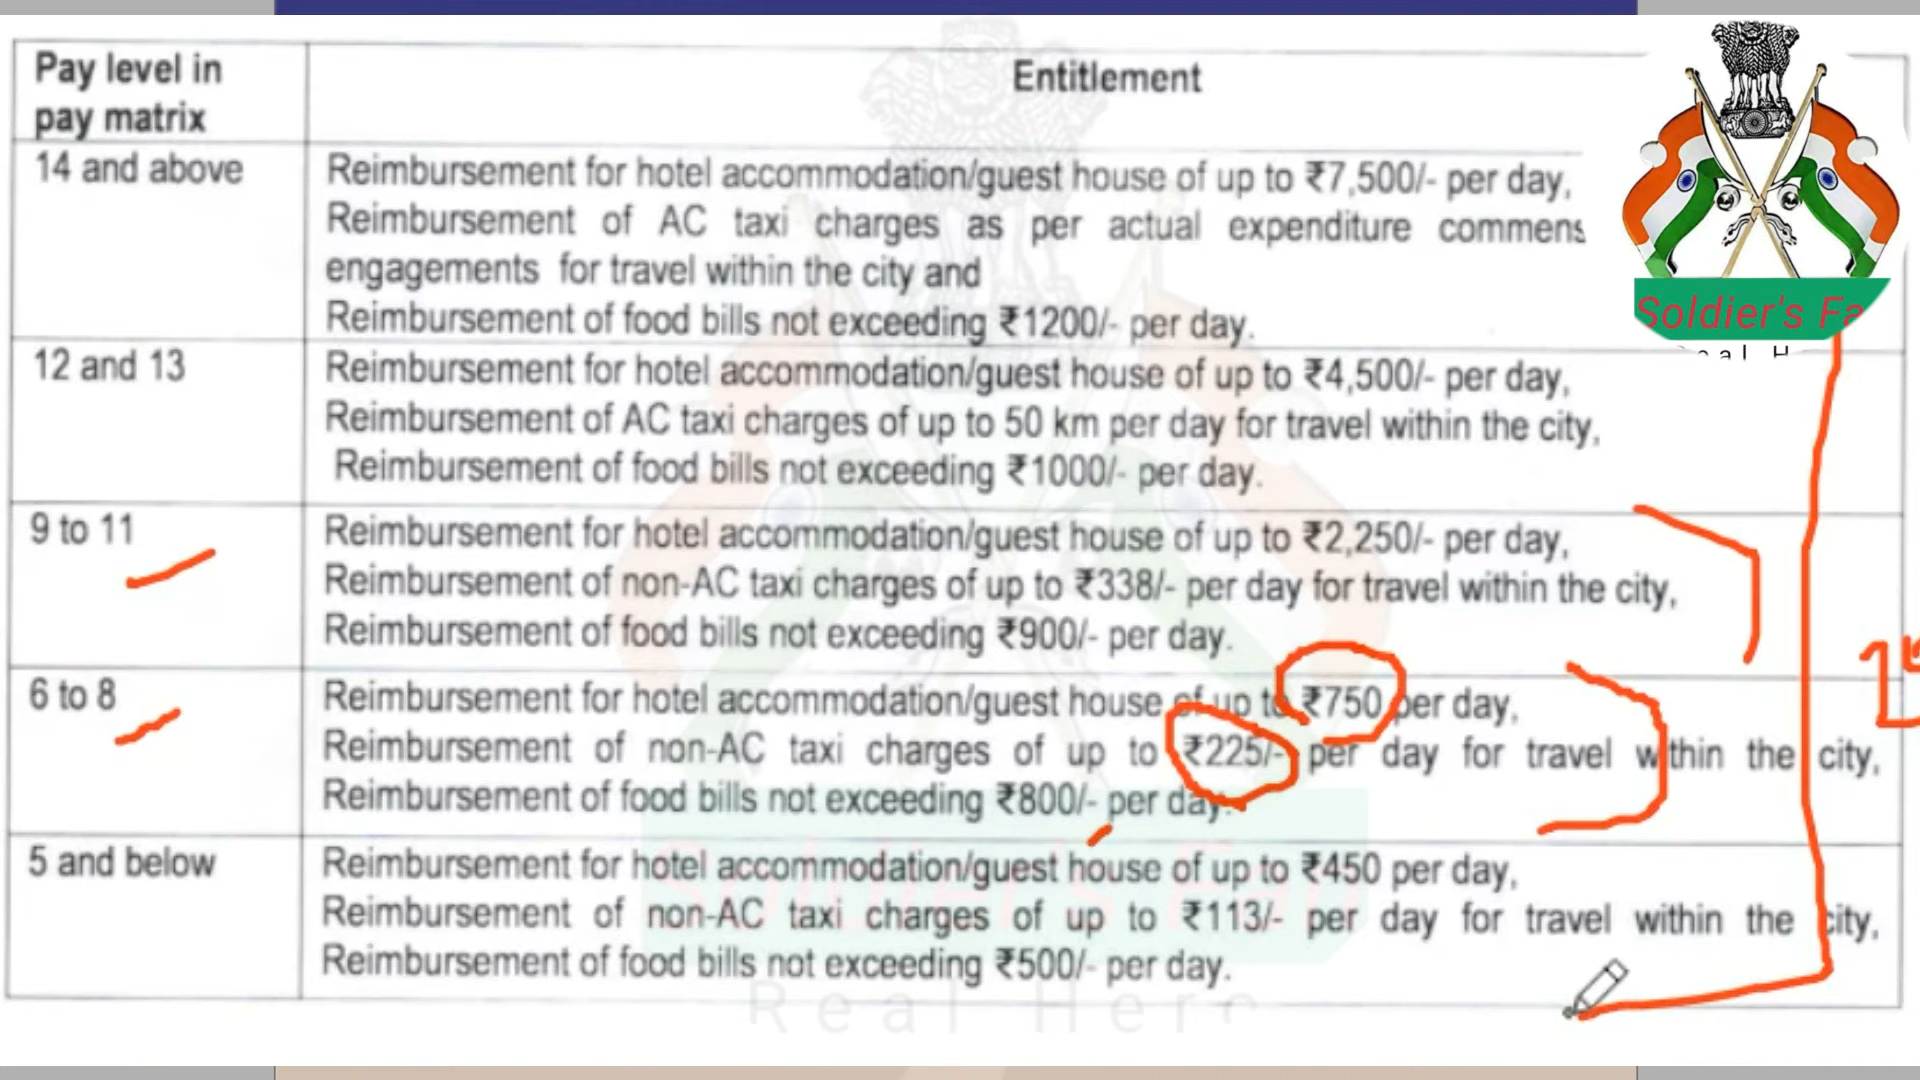 Pay level in
pay matrix
Entitlement
14 and above
Reimbursement for hotel accommodation/guest house of up to ₹7,500/- per day,
Reimbursement of AC taxi charges as per actual expenditure commens
engagements for travel within the city and
Reimbursement of food bills not exceeding ₹1200/- per day.
12 and 13
Reimbursement for hotel accommodation/guest house of up to ₹4,500/- per day,
Reimbursement of AC taxi charges of up to 50 km per day for travel within the city,
Reimbursement of food bills not exceeding ₹1000/- per day.
9 to 11
Reimbursement for hotel accommodation/guest house of up to ₹2,250/- per day,
Reimbursement of non-AC taxi charges of up to ₹338/- per day for travel within the city,
Reimbursement of food bills not exceeding ₹900/- per day.
6 to 8
Reimbursement for hotel accommodation/guest house of up to ₹750 per day,
Reimbursement of non-AC taxi charges of up to ₹225/- per day for travel within the city,
Reimbursement of food bills not exceeding ₹800/- per day.
5 and below
Reimbursement for hotel accommodation/guest house of up to ₹450 per day,
Reimbursement of non-AC taxi charges of up to ₹113/- per day for travel within the city,
Reimbursement of food bills not exceeding ₹500/- per day.
Soldier's Fa
Real Hero